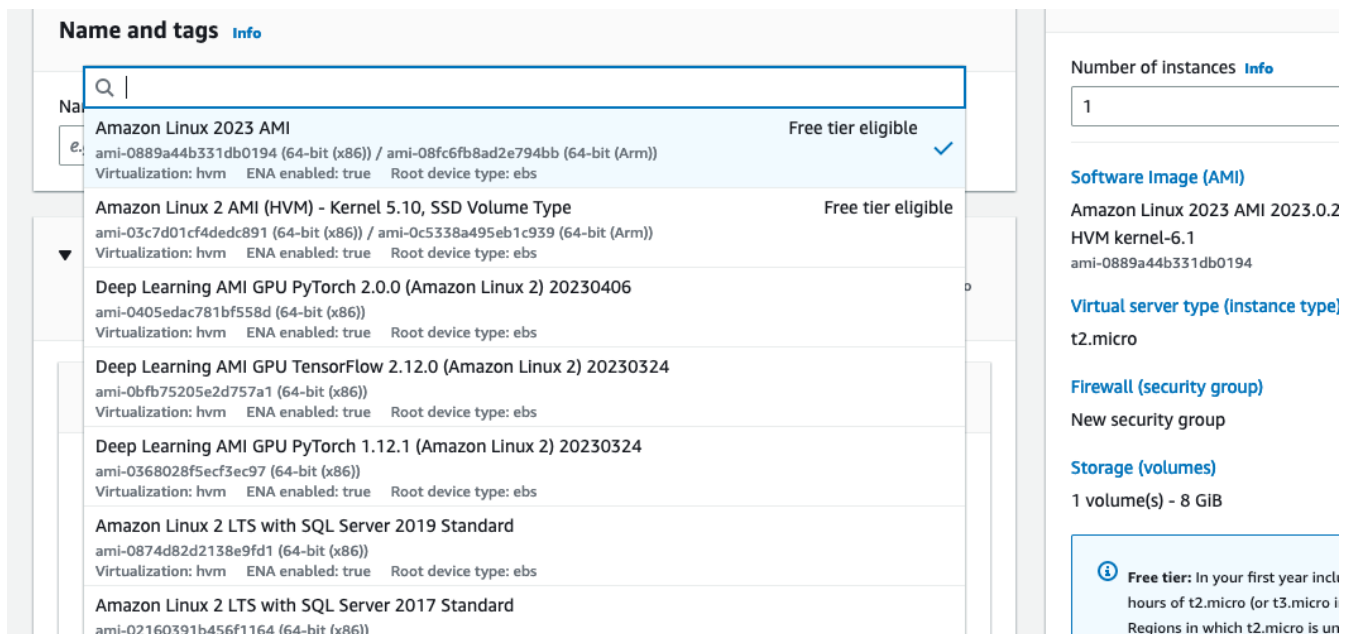 Name and tags Info
Na
e.
Amazon Linux 2023 AMI Free tier eligible
ami-0889a44b331db0194 (64-bit (x86)) / ami-08fc6fb8ad2e794bb (64-bit (Arm))
Virtualization: hvm ENA enabled: true Root device type: ebs
Amazon Linux 2 AMI (HVM) - Kernel 5.10, SSD Volume Type Free tier eligible
ami-03c7d01cf4dedc891 (64-bit (x86)) / ami-0c5338a495eb1c939 (64-bit (Arm))
Virtualization: hvm ENA enabled: true Root device type: ebs
Deep Learning AMI GPU PyTorch 2.0.0 (Amazon Linux 2) 20230406
ami-0405edac781bf558d (64-bit (x86))
Virtualization: hvm ENA enabled: true Root device type: ebs
Deep Learning AMI GPU TensorFlow 2.12.0 (Amazon Linux 2) 20230324
ami-0bfb75205e2d757a1 (64-bit (x86))
Virtualization: hvm ENA enabled: true Root device type: ebs
Deep Learning AMI GPU PyTorch 1.12.1 (Amazon Linux 2) 20230324
ami-0368028f5ecf3ec97 (64-bit (x86))
Virtualization: hvm ENA enabled: true Root device type: ebs
Amazon Linux 2 LTS with SQL Server 2019 Standard
ami-0874d82d2138e9fd1 (64-bit (x86))
Virtualization: hvm ENA enabled: true Root device type: ebs
Amazon Linux 2 LTS with SQL Server 2017 Standard
ami-02160391b456f1164 (64-bit (x86))
Number of instances Info
1
Software Image (AMI)
Amazon Linux 2023 AMI 2023.0.2
HVM kernel-6.1
ami-0889a44b331db0194
Virtual server type (instance type)
t2.micro
Firewall (security group)
New security group
Storage (volumes)
1 volume(s) - 8 GiB
Free tier: In your first year inclu
hours of t2.micro (or t3.micro i
Regions in which t2.micro is un